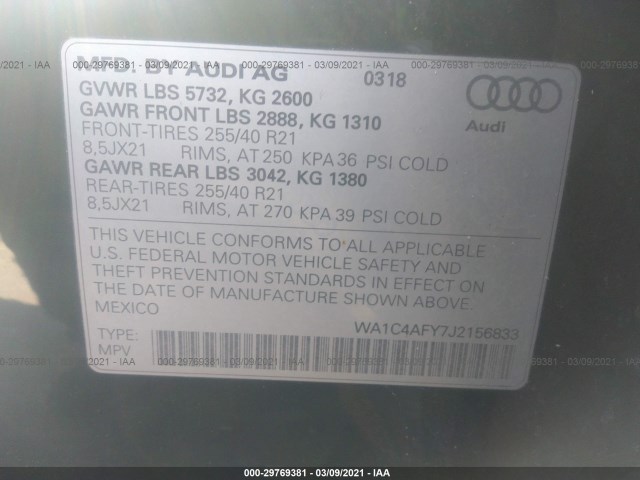 MFD. BY AUDI AG 0318
GVWR LBS 5732, KG 2600
GAWR FRONT LBS 2888, KG 1310
FRONT-TIRES 255/40 R21
8,5JX21 RIMS, AT 250 KPA 36 PSI COLD
GAWR REAR LBS 3042, KG 1380
REAR-TIRES 255/40 R21
8,5JX21 RIMS, AT 270 KPA 39 PSI COLD
Audi
THIS VEHICLE CONFORMS TO ALL APPLICABLE
U.S. FEDERAL MOTOR VEHICLE SAFETY AND
THEFT PREVENTION STANDARDS IN EFFECT ON
THE DATE OF MANUFACTURE SHOWN ABOVE.
MEXICO
WA1C4AFY7J2156833
TYPE:
MPV
000-29769381 - 03/09/2021 - IAA